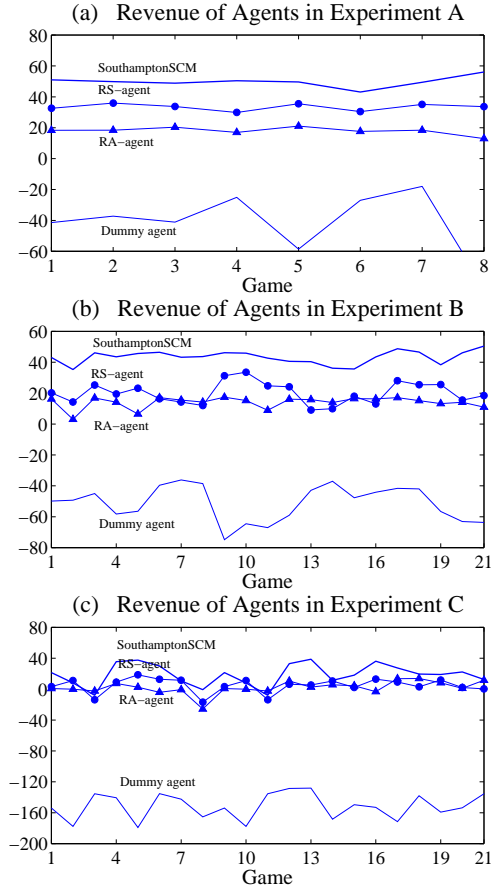 (a) Revenue of Agents in Experiment A
80
60
40
20
0
−20
−40
−60
SouthamptonSCM
RS−agent
RA−agent
Dummy agent
1 2 3 4 5 6 7 8
Game
(b) Revenue of Agents in Experiment B
60
40
20
0
−20
−40
−60
−80
SouthamptonSCM
RS−agent
RA−agent
Dummy agent
1 4 7 10 13 16 19 21
Game
(c) Revenue of Agents in Experiment C
80
40
0
−40
−80
−120
−160
−200
SouthamptonSCM
RS−agent
RA−agent
Dummy agent
1 4 7 10 13 16 19 21
Game